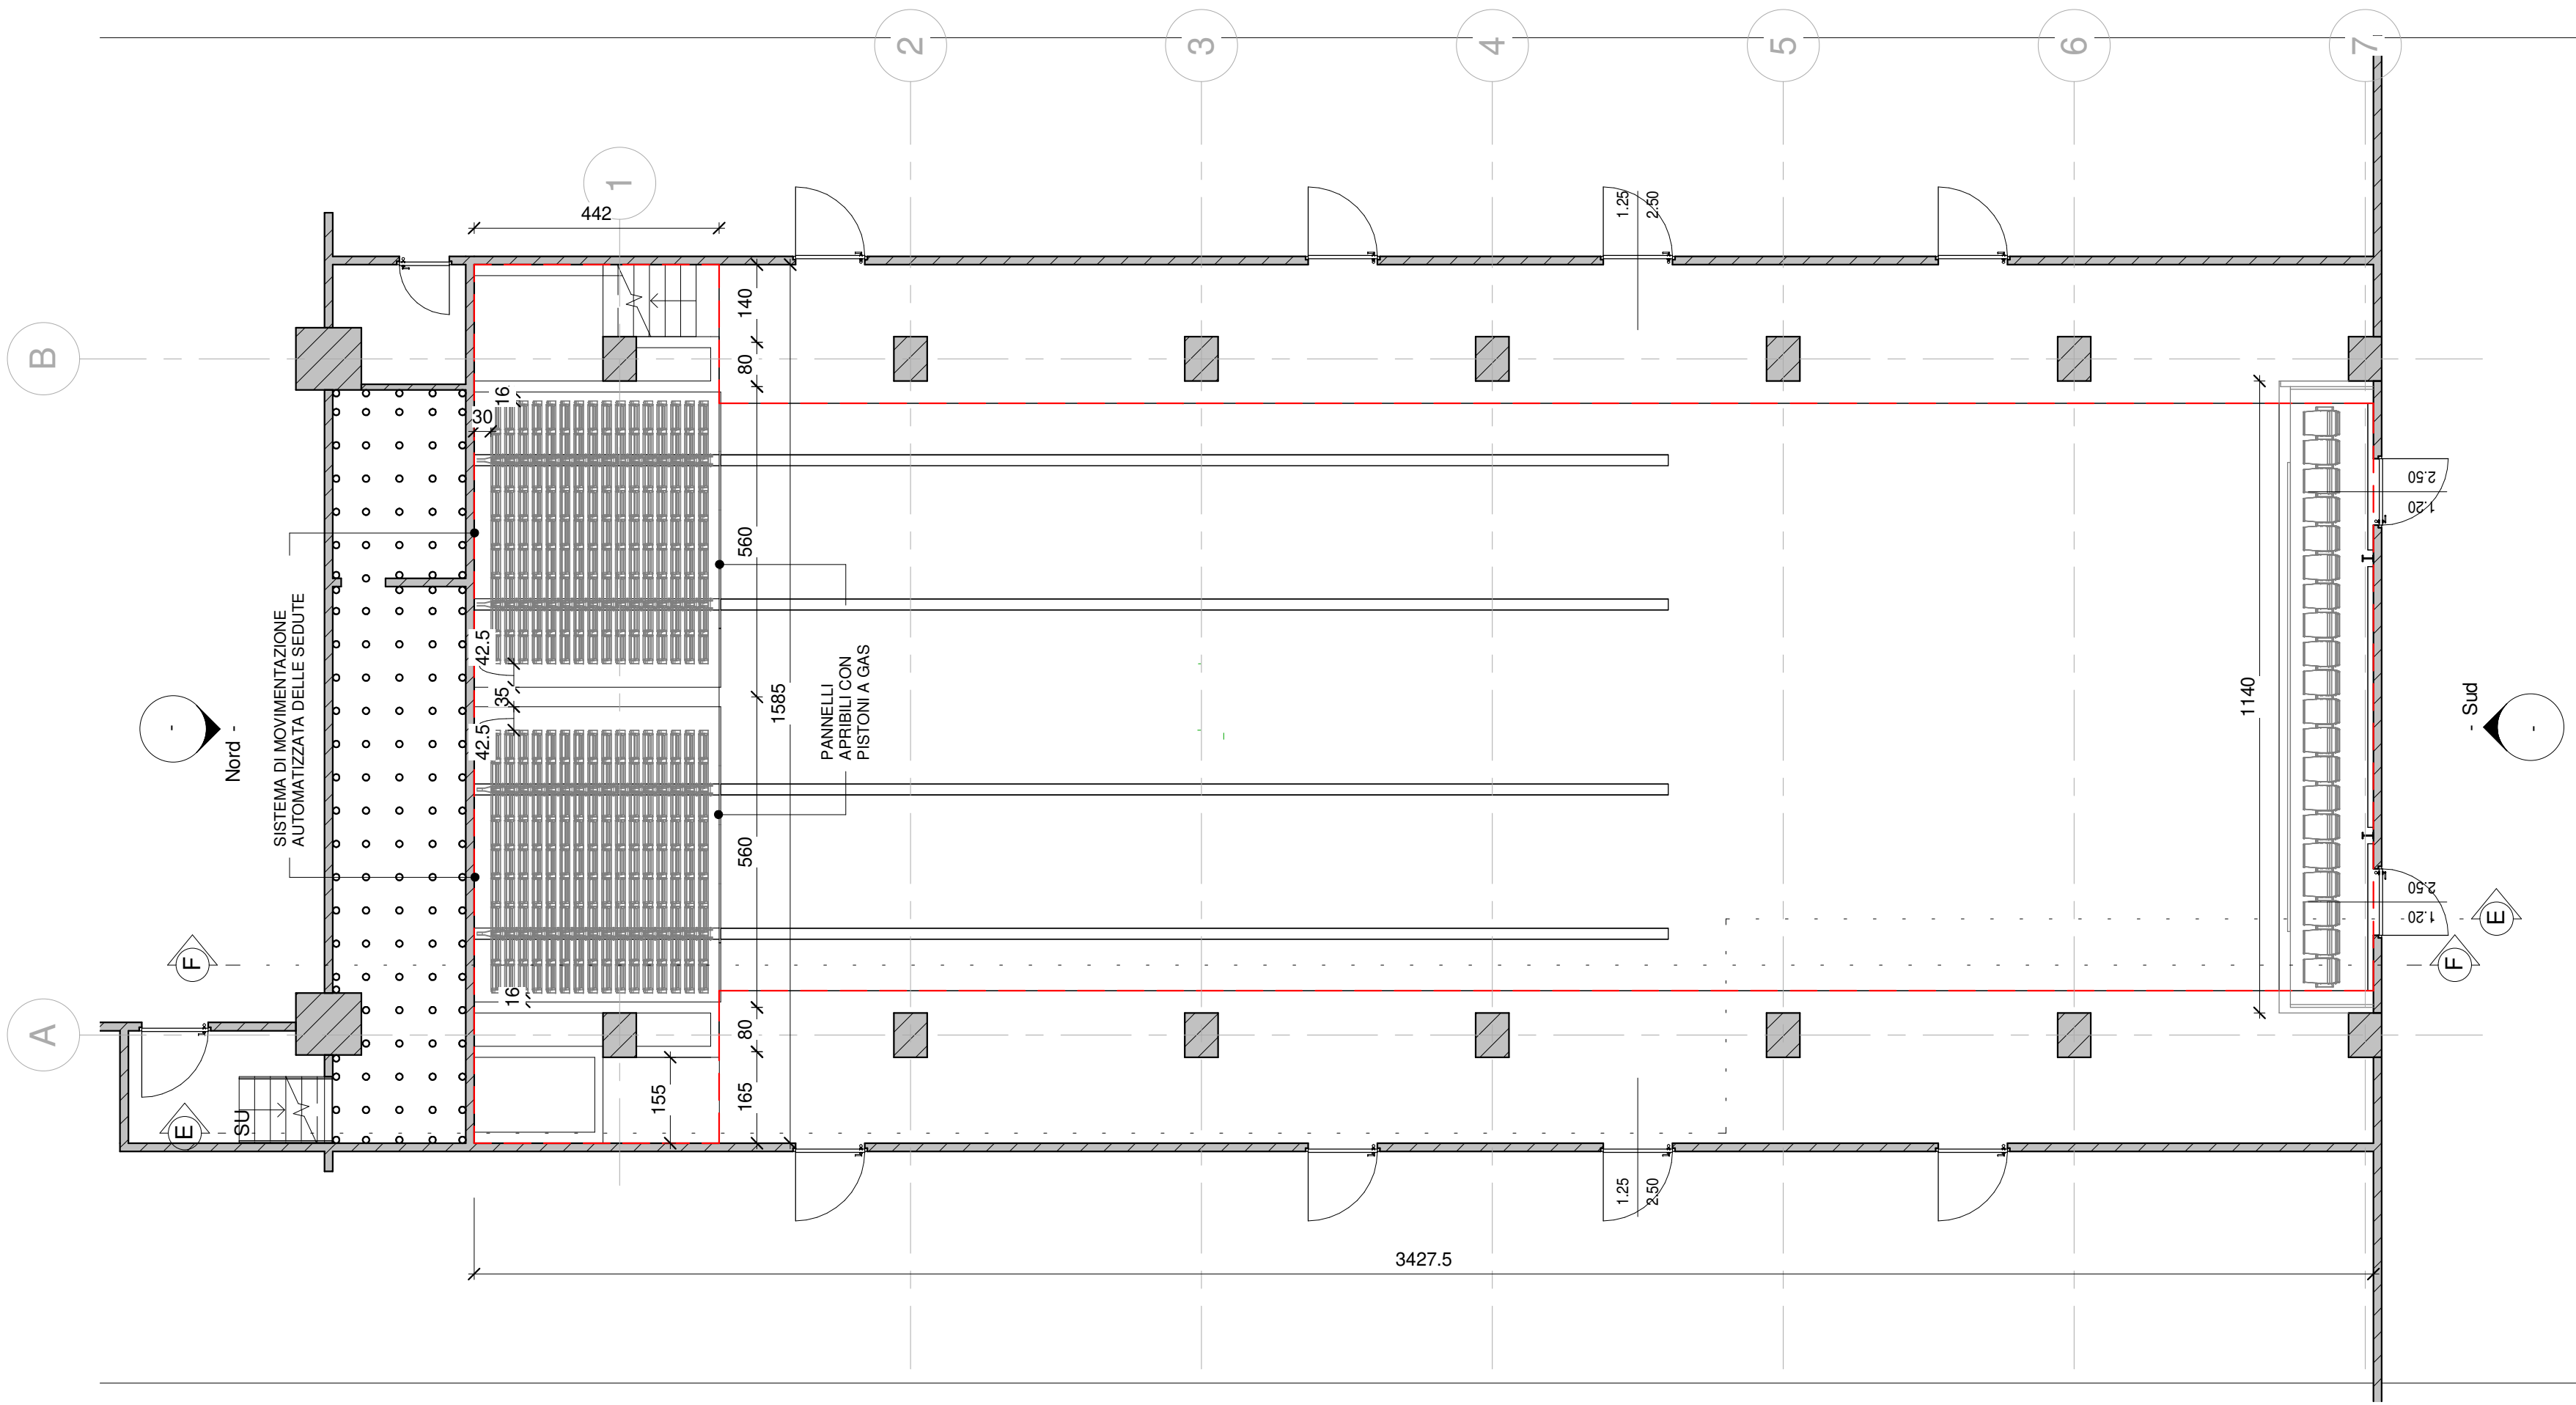 2
3
4
5
6
7
1
442
1.25
2.50
B
140
80
16
30
560
2.50
1.20
SISTEMA DI MOVIMENTAZIONE
AUTOMATIZZATA DELLE SEDUTE
42.5
35
42.5
1585
PANNELLI
APRIBILI CON
PISTONI A GAS
1140
- Nord -
- Sud -
560
2.50
1.20
E
F
F
16
A
80
155
165
E
SU
1.25
2.50
3427.5